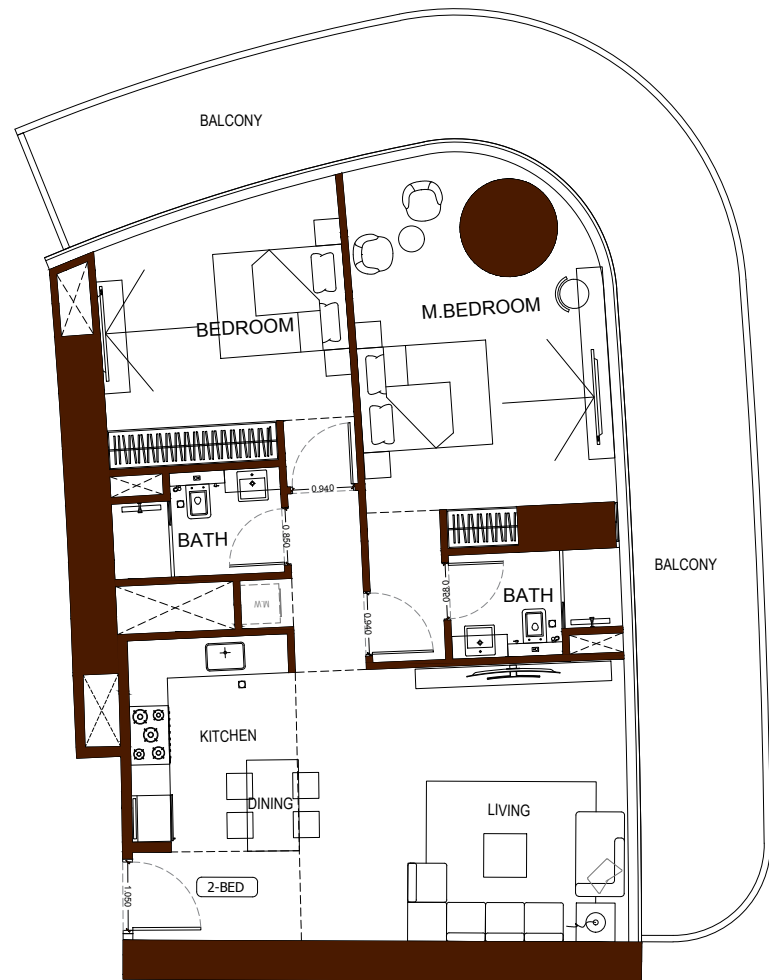 BALCONY
M.BEDROOM
BEDROOM
0.940
0.850
BATH
BALCONY
0.820
BATH
M.W
0.940
KITCHEN
DINING
LIVING
2-BED
1.050